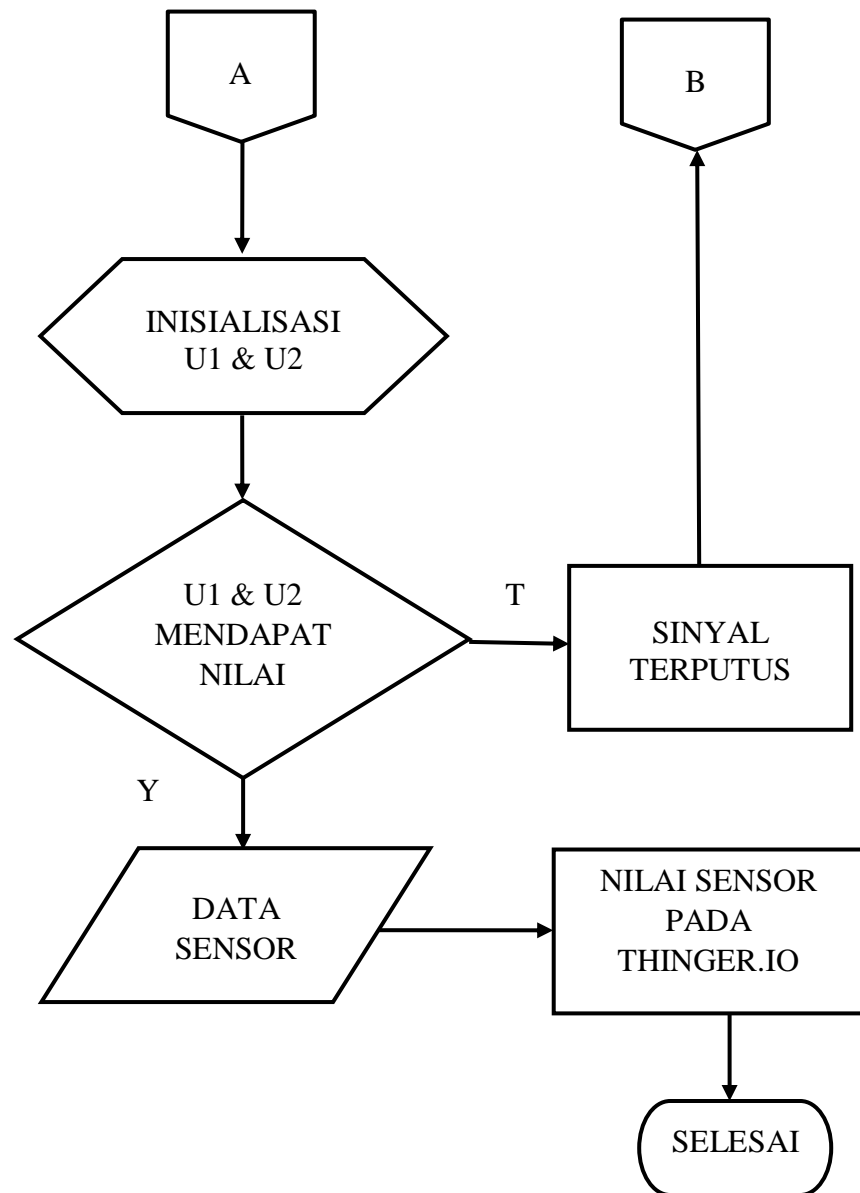 A
B
INISIALISASI
U1 & U2
U1 & U2
MENDAPAT
NILAI
T
SINYAL
TERPUTUS
Y
DATA
SENSOR
NILAI SENSOR
PADA
THINGER.IO
SELESAI